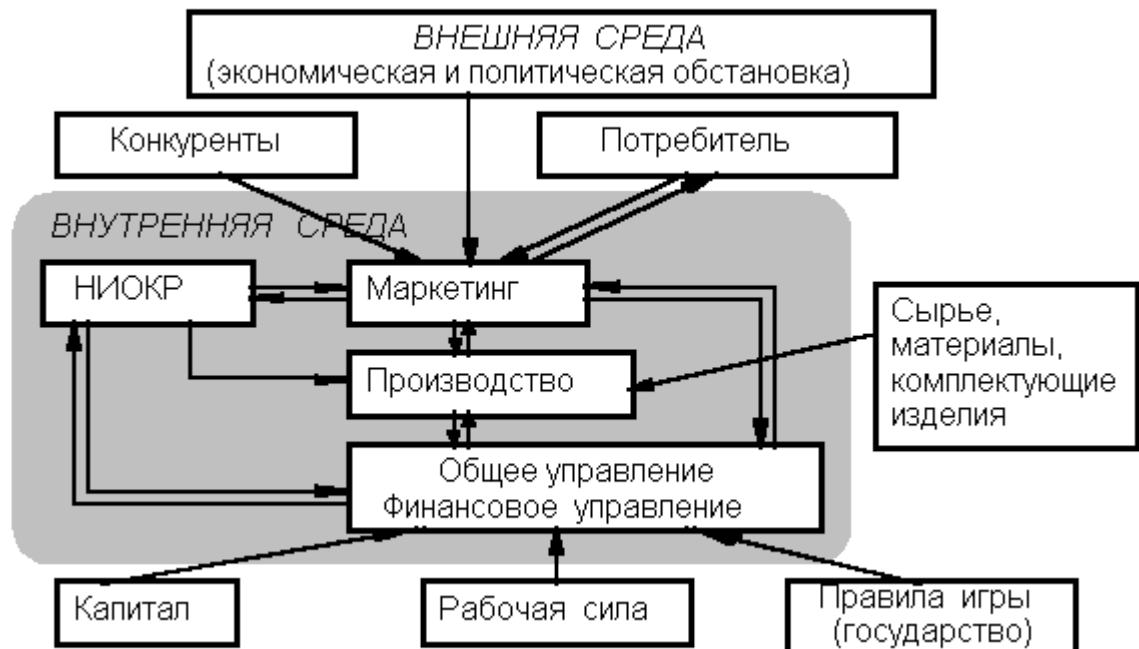 ВНЕШНЯЯ СРЕДА
(экономическая и политическая обстановка)
Конкуренты
Потребитель
ВНУТРЕННЯЯ СРЕДА
НИОКР
Маркетинг
Сырье,
материалы,
комплектующие
изделия
Производство
Общее управление
Финансовое управление
Капитал
Рабочая сила
Правила игры
(государство)